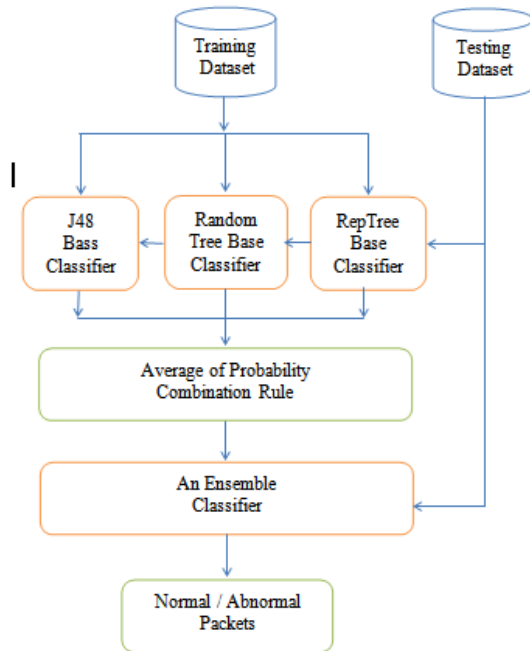 Training
Dataset
Testing
Dataset
J48
Bass
Classifier
Random
Tree Base
Classifier
RepTree
Base
Classifier
Average of Probability
Combination Rule
An Ensemble
Classifier
Normal / Abnormal
Packets